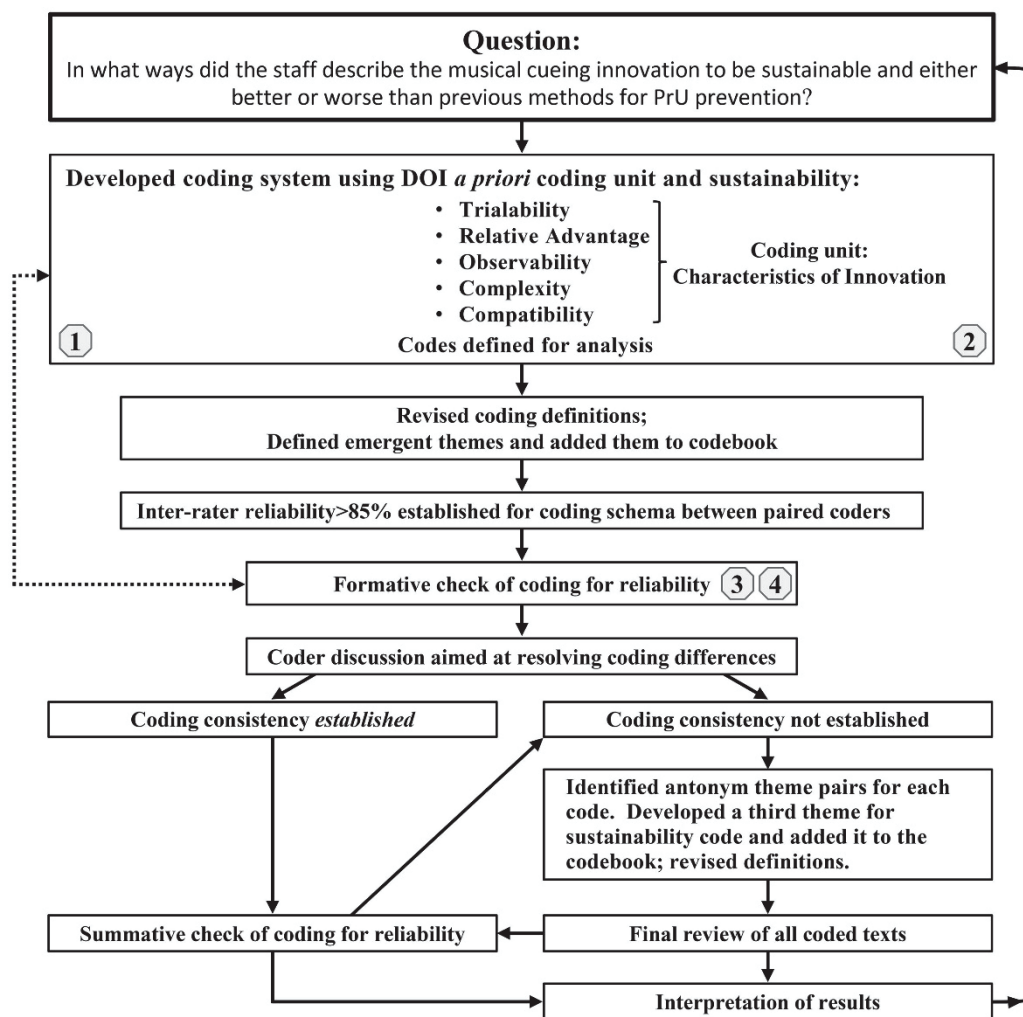 Question:
In what ways did the staff describe the musical cueing innovation to be sustainable and either
better or worse than previous methods for PrU prevention?
Developed coding system using DOI a priori coding unit and sustainability:
• Trialability
• Relative Advantage
• Observability
• Complexity
• Compatibility
Coding unit:
Characteristics of Innovation
1
Codes defined for analysis
2
Revised coding definitions;
Defined emergent themes and added them to codebook
Inter-rater reliability>85% established for coding schema between paired coders
Formative check of coding for reliability 3 4
Coder discussion aimed at resolving coding differences
Coding consistency established
Coding consistency not established
Identified antonym theme pairs for each
code. Developed a third theme for
sustainability code and added it to the
codebook; revised definitions.
Summative check of coding for reliability
Final review of all coded texts
Interpretation of results